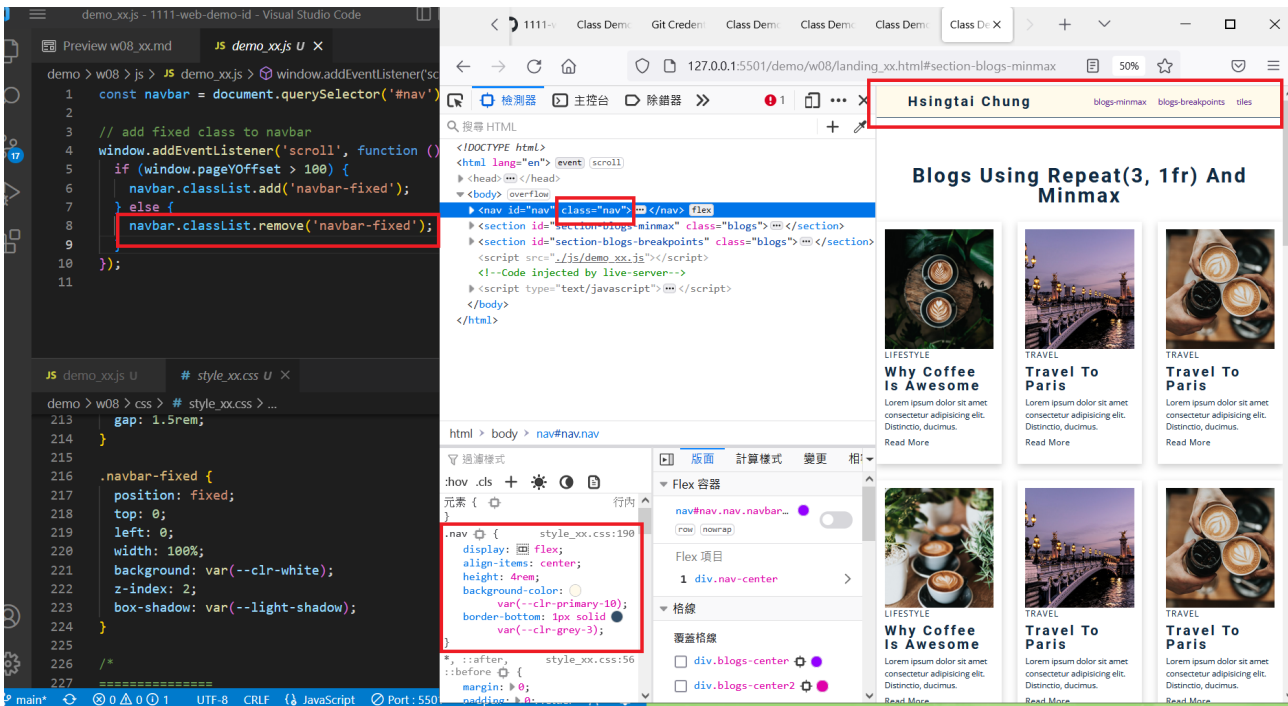 demo_xx.js - 1111-web-demo-id - Visual Studio Code
Preview w08_xx.md
JS demo_xx.js U ×
demo > w08 > js > JS demo_xx.js > window.addEventListener('sc
1 const navbar = document.querySelector('#nav')
2
3 // add fixed class to navbar
4 window.addEventListener('scroll', function ()
5 if (window.pageYOffset > 100) {
6 navbar.classList.add('navbar-fixed');
7 } else {
8 navbar.classList.remove('navbar-fixed');
9 }
10 });
11
17
JS demo_xx.js U
# style_xx.css U ×
demo > w08 > css > # style_xx.css > ...
213 gap: 1.5rem;
214 }
215
216 .navbar-fixed {
217 position: fixed;
218 top: 0;
219 left: 0;
220 width: 100%;
221 background: var(--clr-white);
222 z-index: 2;
223 box-shadow: var(--light-shadow);
224 }
225
226 /*
227 ===============
main* 0 0 1 UTF-8 CRLF JavaScript Port : 550
1111-v Class Demo Git Credent Class Demo Class Demo Class Demo Class De ×
127.0.0.1:5501/demo/w08/landing_xx.html#section-blogs-minmax 50%
檢測器 主控台 除錯器 1
搜尋 HTML
<!DOCTYPE html>
<html lang="en"> event scroll
<head> </head>
<body> overflow
<nav id="nav" class="nav"> </nav> flex
<section id="section-blogs-minmax" class="blogs"> </section>
<section id="section-blogs-breakpoints" class="blogs"> </section>
<script src="./js/demo_xx.js"></script>
<!--Code injected by live-server-->
<script type="text/javascript"> </script>
</body>
</html>
html > body > nav#nav.nav
過濾樣式
:hov .cls
元素 { 行內
}
.nav { style_xx.css:190
display: flex;
align-items: center;
height: 4rem;
background-color:
var(--clr-primary-10);
border-bottom: 1px solid
var(--clr-grey-3);
}
*, ::after, style_xx.css:56
::before {
margin: 0;
padding: 0;
版面 計算樣式 變更
Flex 容器
nav#nav.nav.navbar…
row nowrap
Flex 項目
1 div.nav-center
格線
覆蓋格線
div.blogs-center
div.blogs-center2
Hsingtai Chung
blogs-minmax blogs-breakpoints tiles
Blogs Using Repeat(3, 1fr) And
Minmax
LIFESTYLE
Why Coffee
Is Awesome
Lorem ipsum dolor sit amet
consectetur adipisicing elit.
Distinctio, ducimus.
Read More
TRAVEL
Travel To
Paris
Lorem ipsum dolor sit amet
consectetur adipisicing elit.
Distinctio, ducimus.
Read More
TRAVEL
Travel To
Paris
Lorem ipsum dolor sit amet
consectetur adipisicing elit.
Distinctio, ducimus.
Read More
LIFESTYLE
Why Coffee
Is Awesome
Lorem ipsum dolor sit amet
consectetur adipisicing elit.
Distinctio, ducimus.
Read More
TRAVEL
Travel To
Paris
Lorem ipsum dolor sit amet
consectetur adipisicing elit.
Distinctio, ducimus.
Read More
TRAVEL
Travel To
Paris
Lorem ipsum dolor sit amet
consectetur adipisicing elit.
Distinctio, ducimus.
Read More